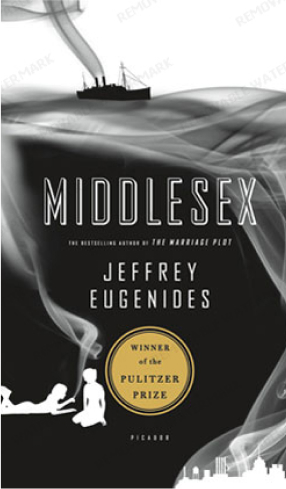 MIDDLESEX
THE BESTSELLING AUTHOR OF THE MARRIAGE PLOT
JEFFREY
EUGENIDES
WINNER
of the
PULITZER
PRIZE
PICADOR